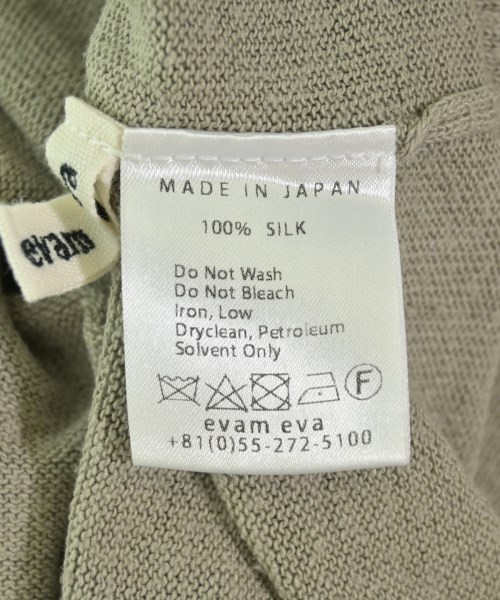 evam
MADE IN JAPAN
100% SILK
Do Not Wash
Do Not Bleach
Iron, Low
Dryclean, Petroleum
Solvent Only
F
evam eva
+81(0)55-272-5100